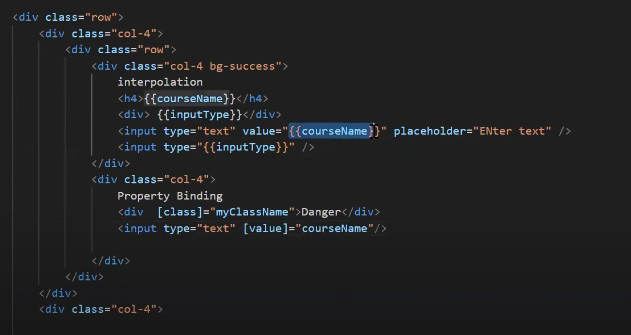 <div class="row">
<div class="col-4">
<div class="row">
<div class="col-4 bg-success">
interpolation
<h4>{{courseName}}</h4>
<div> {{inputType}}</div>
<input type="text" value="{{courseName}}" placeholder="ENter text" />
<input type="{{inputType}}" />
</div>
<div class="col-4">
Property Binding
<div  [class]="myClassName">Danger</div>
<input type="text" [value]="courseName"/>
</div>
</div>
</div>
<div class="col-4">